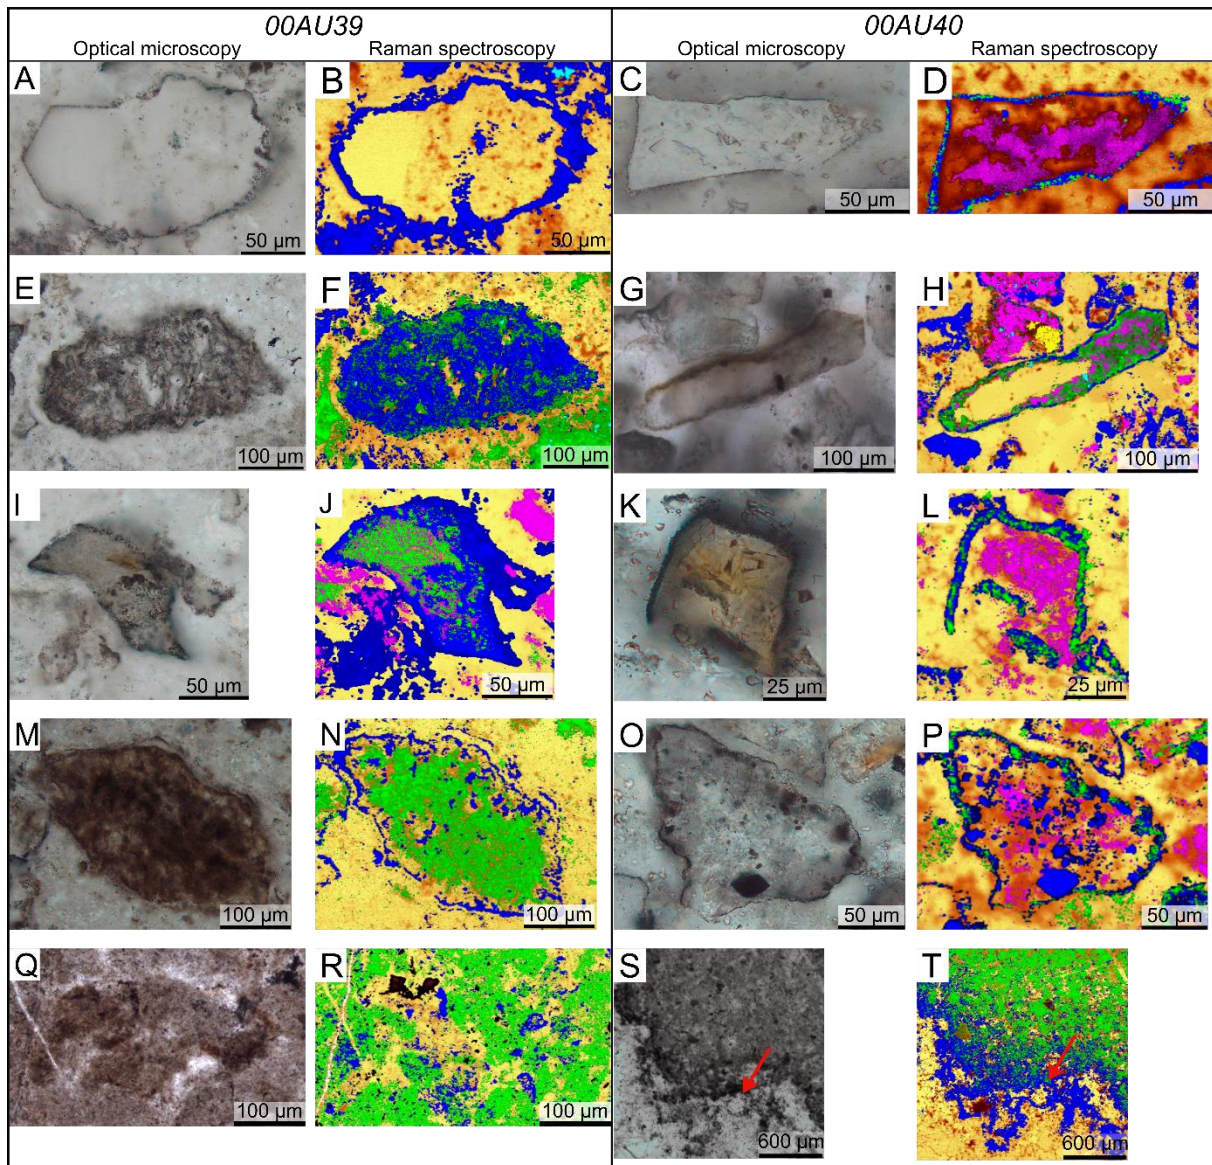 00AU39
00AU40
Optical microscopy
Raman spectroscopy
Optical microscopy
Raman spectroscopy
A
B
C
D
50 µm
50 µm
50 µm
50 µm
E
F
G
H
100 µm
100 µm
100 µm
100 µm
I
J
K
L
50 µm
50 µm
25 µm
25 µm
M
N
O
P
100 µm
100 µm
50 µm
50 µm
Q
R
S
T
100 µm
100 µm
600 µm
600 µm